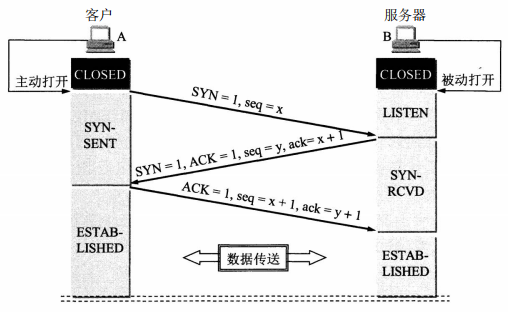 客户
服务器
A
B
CLOSED
CLOSED
主动打开
被动打开
SYN = 1, seq = x
LISTEN
SYN-
SENT
SYN = 1, ACK = 1, seq = y, ack= x + 1
SYN-
RCVD
ACK = 1, seq = x + 1, ack = y + 1
ESTAB-
LISHED
数据传送
ESTAB-
LISHED